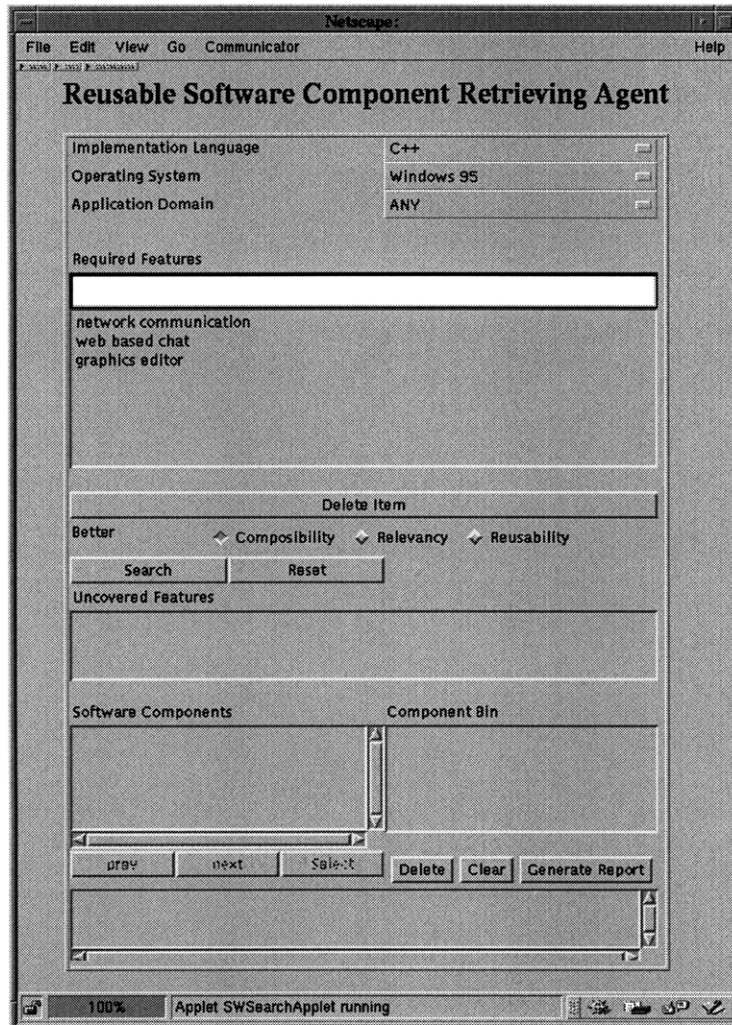 Netscape:
File Edit View Go Communicator Help
Reusable Software Component Retrieving Agent
Implementation Language C++
Operating System Windows 95
Application Domain ANY
Required Features
network communication
web based chat
graphics editor
Delete Item
Better Composibility Relevancy Reusability
Search Reset
Uncovered Features
Software Components Component Bin
prev next Select Delete Clear Generate Report
100% Applet SWSearchApplet running